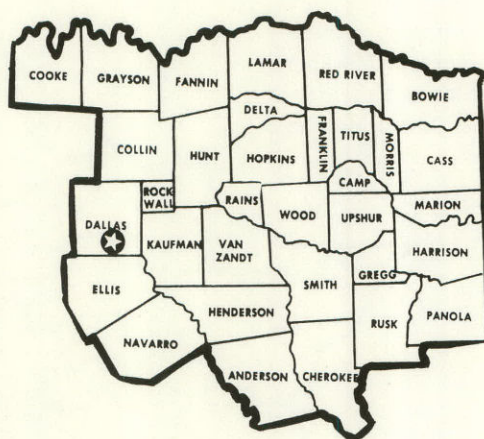 COOKE
GRAYSON
FANNIN
LAMAR
RED RIVER
BOWIE
DELTA
FRANKLIN
TITUS
MORRIS
COLLIN
HUNT
HOPKINS
CASS
CAMP
ROCK
WALL
RAINS
WOOD
UPSHUR
MARION
DALLAS
KAUFMAN
VAN
ZANDT
HARRISON
GREGG
SMITH
ELLIS
HENDERSON
RUSK
PANOLA
NAVARRO
ANDERSON
CHEROKEE